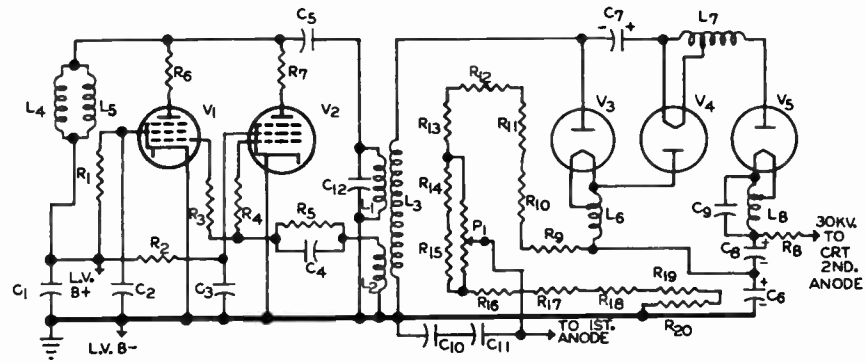 C5
C7
- +
L7
R6
R7
R12
L4
L5
V1
V2
V3
V4
V5
R13
R11
R1
R3
R4
C12
L1
L3
R14
P1
R10
L6
C9
L8
R5
C4
R15
R9
C8
+
-
R8
30KV.
TO
CRT
2ND.
ANODE
R2
L2
R16
R17
R18
R19
R20
+
-
C6
C1
L.V.
B+
C2
C3
L.V. B-
C10
C11
TO 1ST.
ANODE